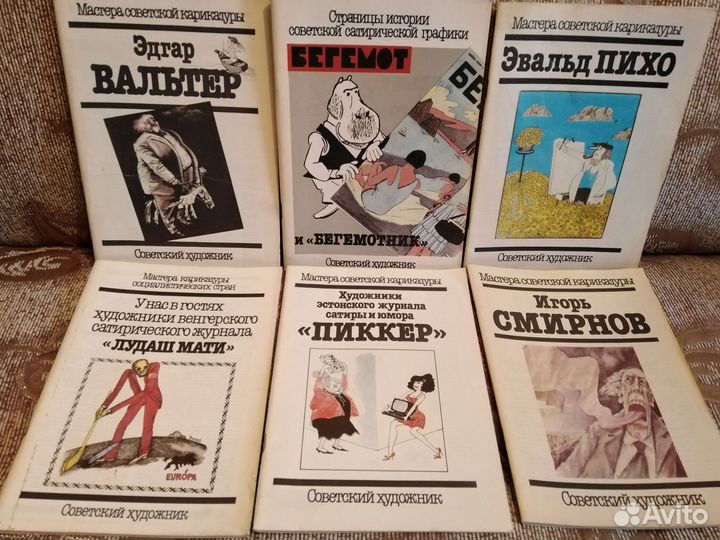 Мастера советской карикатуры
Эдгар
ВАЛЬТЕР
Советский художник
Страницы истории
советской сатирической графики
БЕГЕМОТ
БЕ
и «БЕГЕМОТНИК»
Советский художник
Мастера советской карикатуры
Эвальд ПИХО
Советский художник
Мастера карикатуры
социалистических стран
У нас в гостях
художники венгерского
сатирического журнала
«ЛУДАШ МАТИ»
EUROPA
Советский художник
Мастера советской карикатуры
Художники
эстонского журнала
сатиры и юмора
«ПИККЕР»
Советский художник
Мастера советской карикатуры
Игорь
СМИРНОВ
Советский художник
Avito